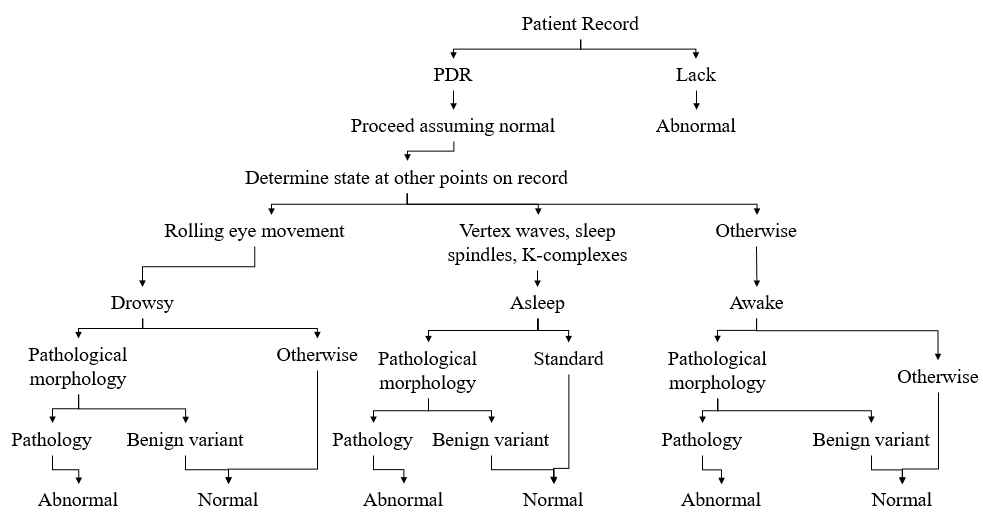 Patient Record
PDR
Lack
Proceed assuming normal
Abnormal
Determine state at other points on record
Rolling eye movement
Vertex waves, sleep
spindles, K-complexes
Otherwise
Drowsy
Asleep
Awake
Pathological
morphology
Otherwise
Pathological
morphology
Standard
Pathological
morphology
Otherwise
Pathology
Benign variant
Pathology
Benign variant
Pathology
Benign variant
Abnormal
Normal
Abnormal
Normal
Abnormal
Normal